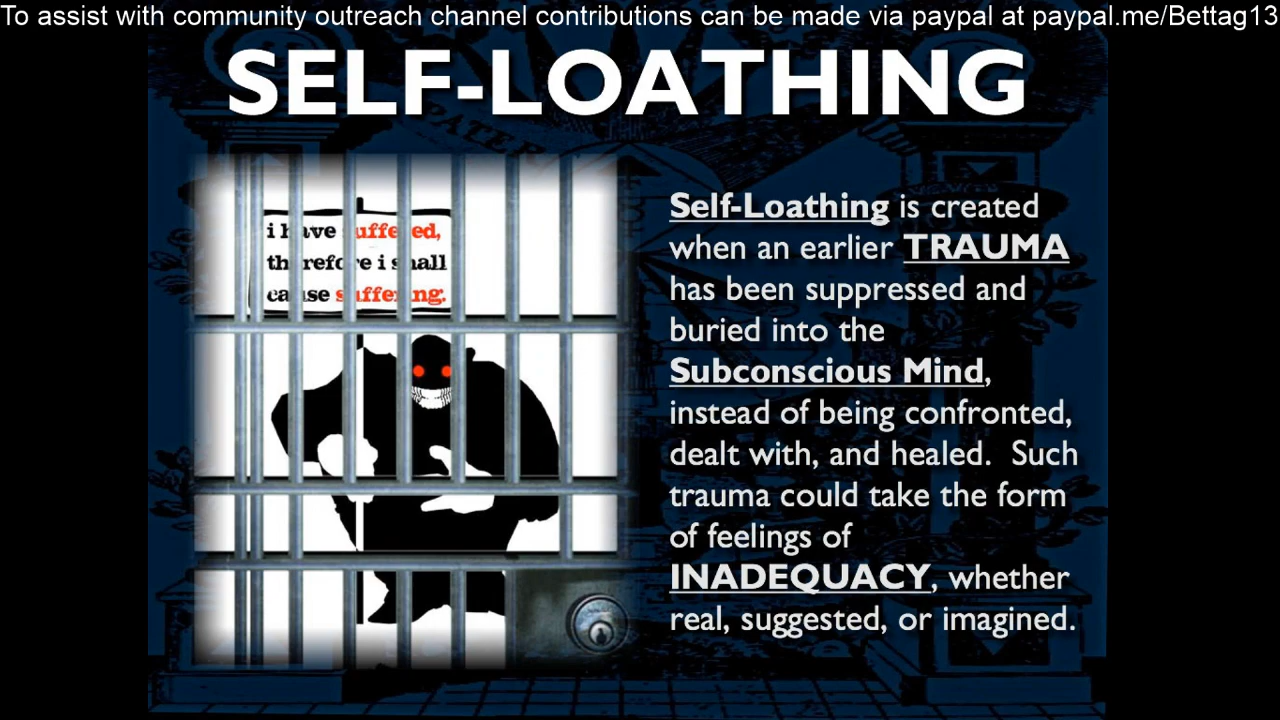 To assist with community outreach channel contributions can be made via paypal at paypal.me/Bettag13
SELF-LOATHING
PATER
i have suffered,
therefore i shall
cause suffering.
Self-Loathing is created
when an earlier TRAUMA
has been suppressed and
buried into the
Subconscious Mind,
instead of being confronted,
dealt with, and healed.  Such
trauma could take the form
of feelings of
INADEQUACY, whether
real, suggested, or imagined.